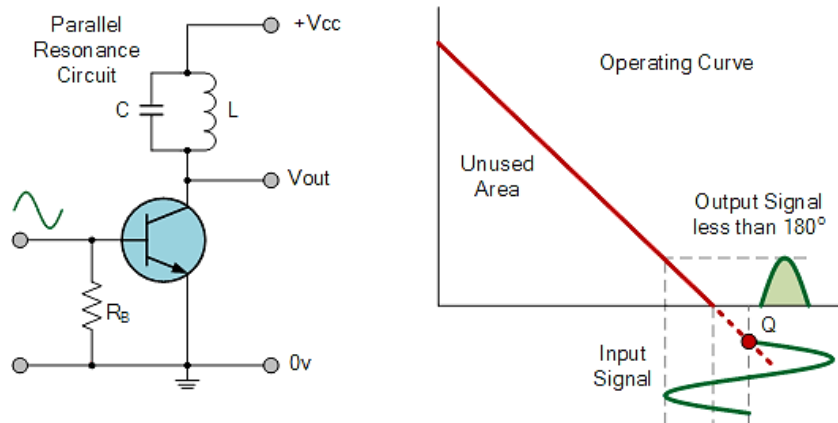 Parallel
Resonance
Circuit
+Vcc
C
L
Vout
RB
0v
Operating Curve
Unused
Area
Output Signal
less than 180°
Q
Input
Signal